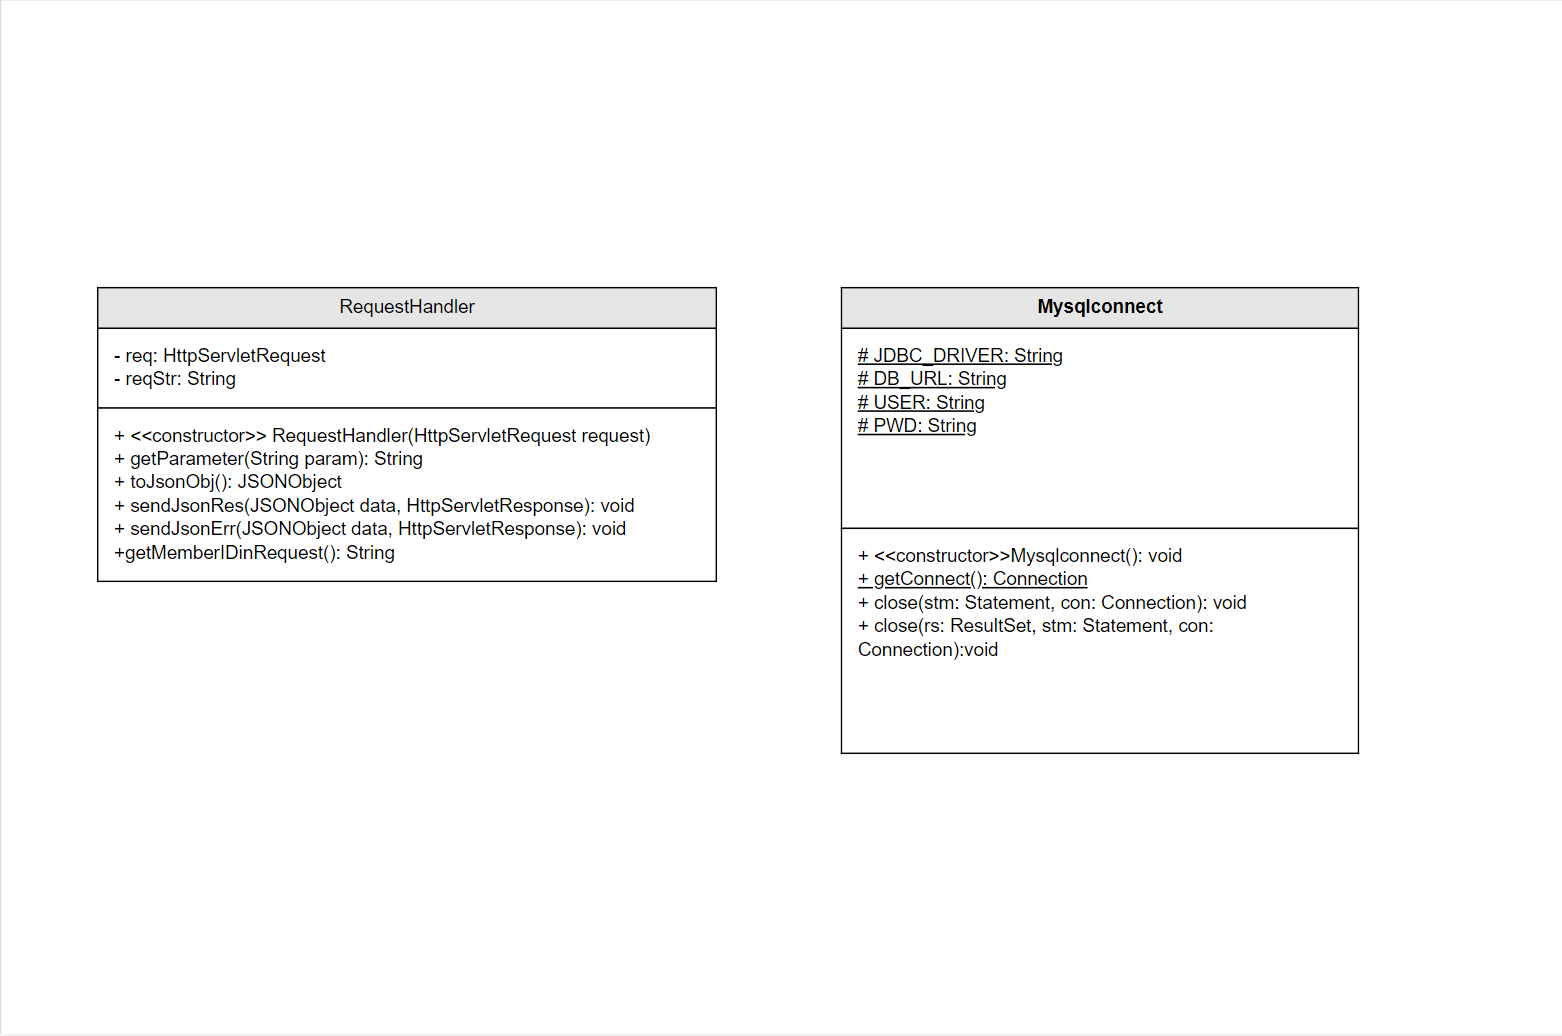 RequestHandler
- req: HttpServletRequest
- reqStr: String
+ <<constructor>> RequestHandler(HttpServletRequest request)
+ getParameter(String param): String
+ toJsonObj(): JSONObject
+ sendJsonRes(JSONObject data, HttpServletResponse): void
+ sendJsonErr(JSONObject data, HttpServletResponse): void
+getMemberIDinRequest(): String
Mysqlconnect
# JDBC_DRIVER: String
# DB_URL: String
# USER: String
# PWD: String
+ <<constructor>>Mysqlconnect(): void
+ getConnect(): Connection
+ close(stm: Statement, con: Connection): void
+ close(rs: ResultSet, stm: Statement, con:
Connection):void